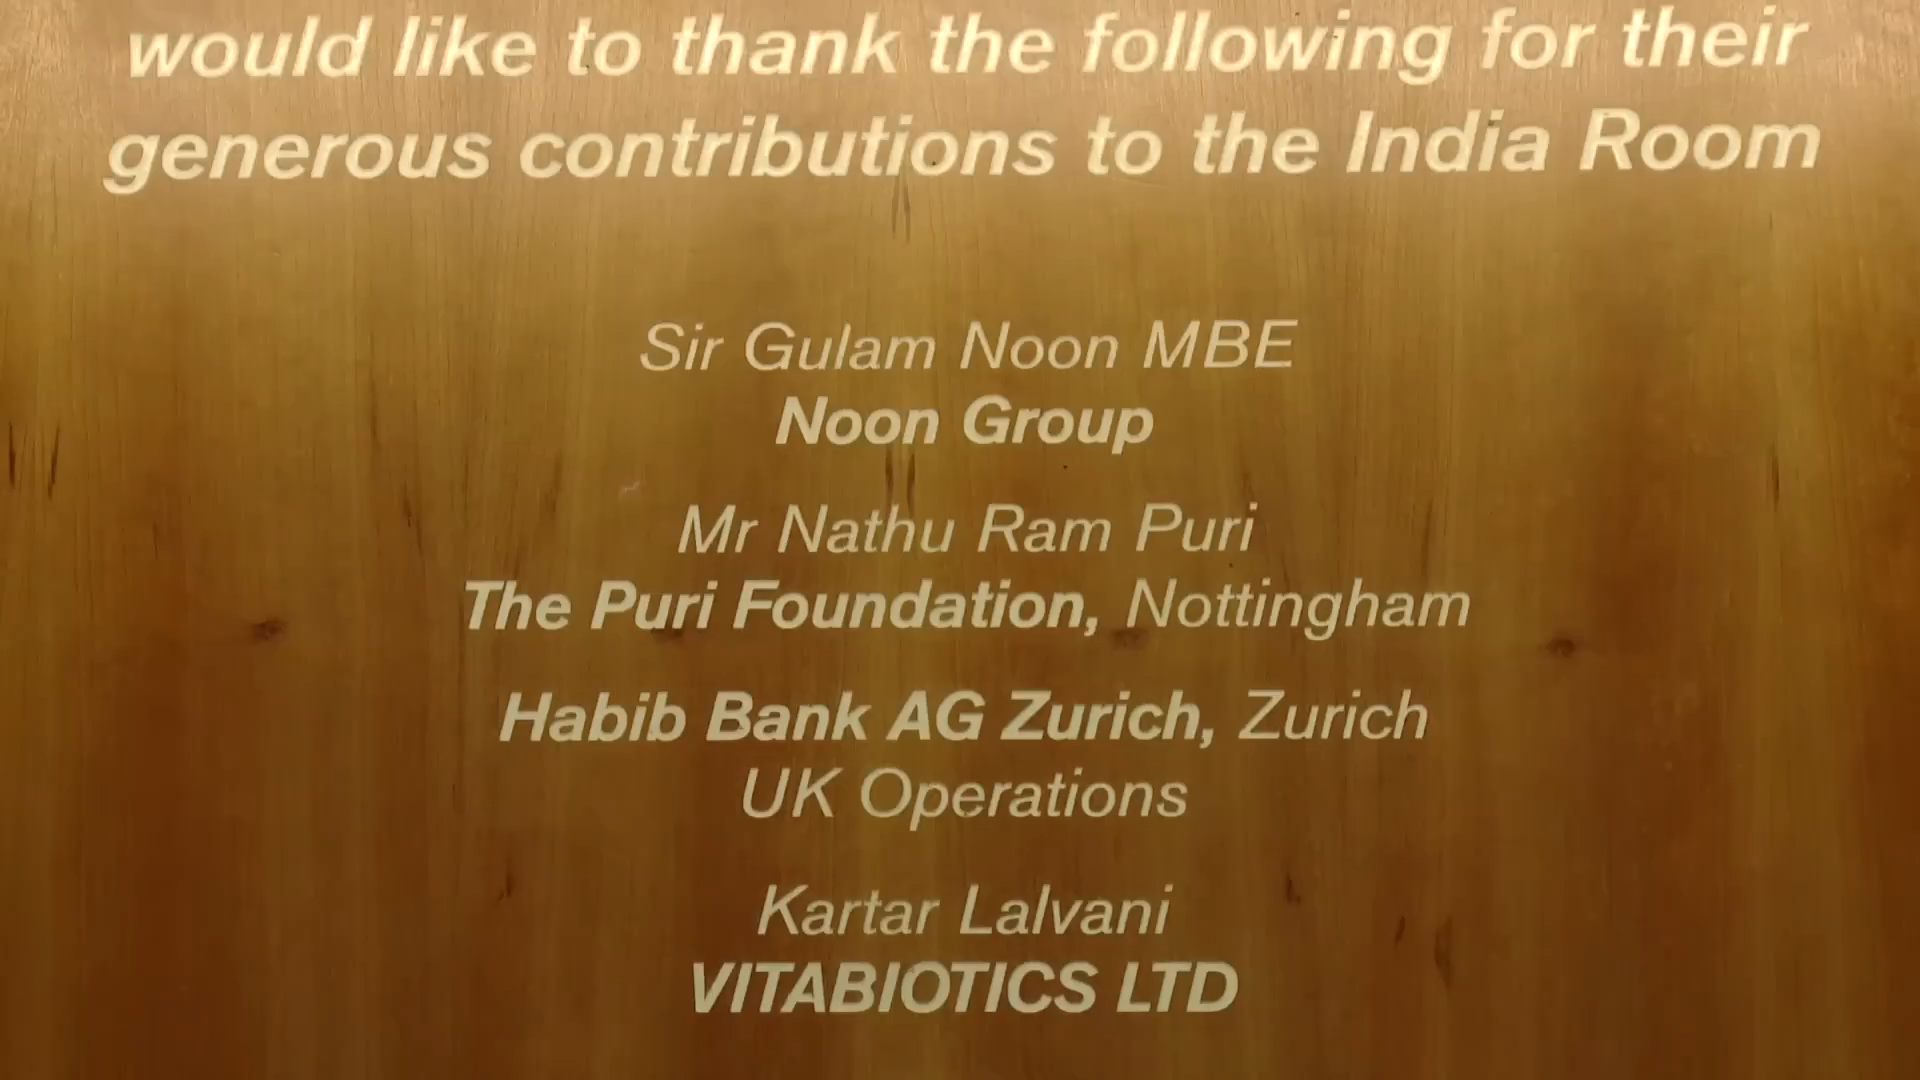 would like to thank the following for their
generous contributions to the India Room
Sir Gulam Noon MBE
Noon Group
Mr Nathu Ram Puri
The Puri Foundation, Nottingham
Habib Bank AG Zurich, Zurich
UK Operations
Kartar Lalvani
VITABIOTICS LTD